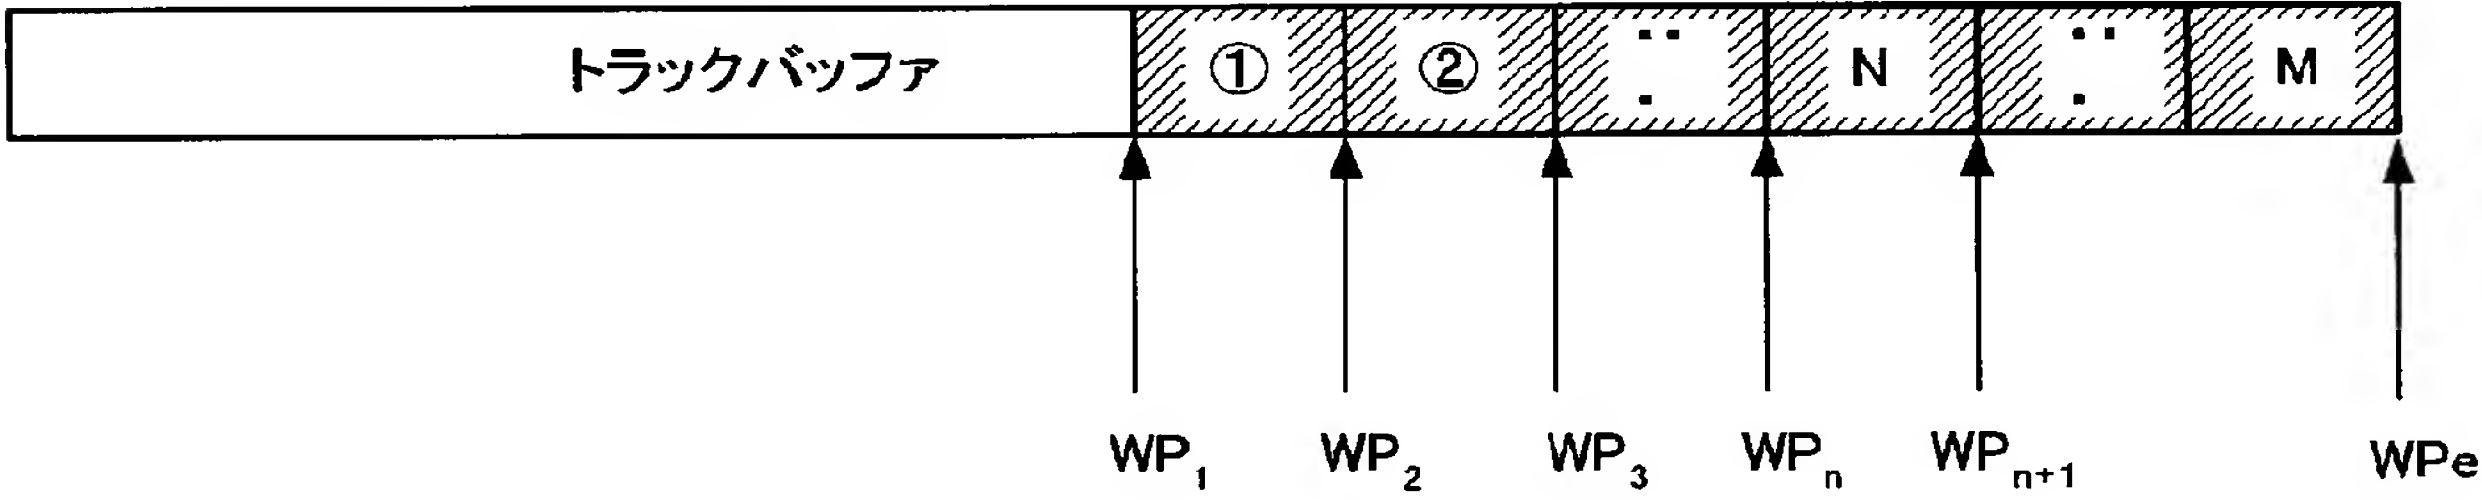 トラックバッファ ① ② ... N ... M
WP1 WP2 WP3 WPn WPn+1 WPe